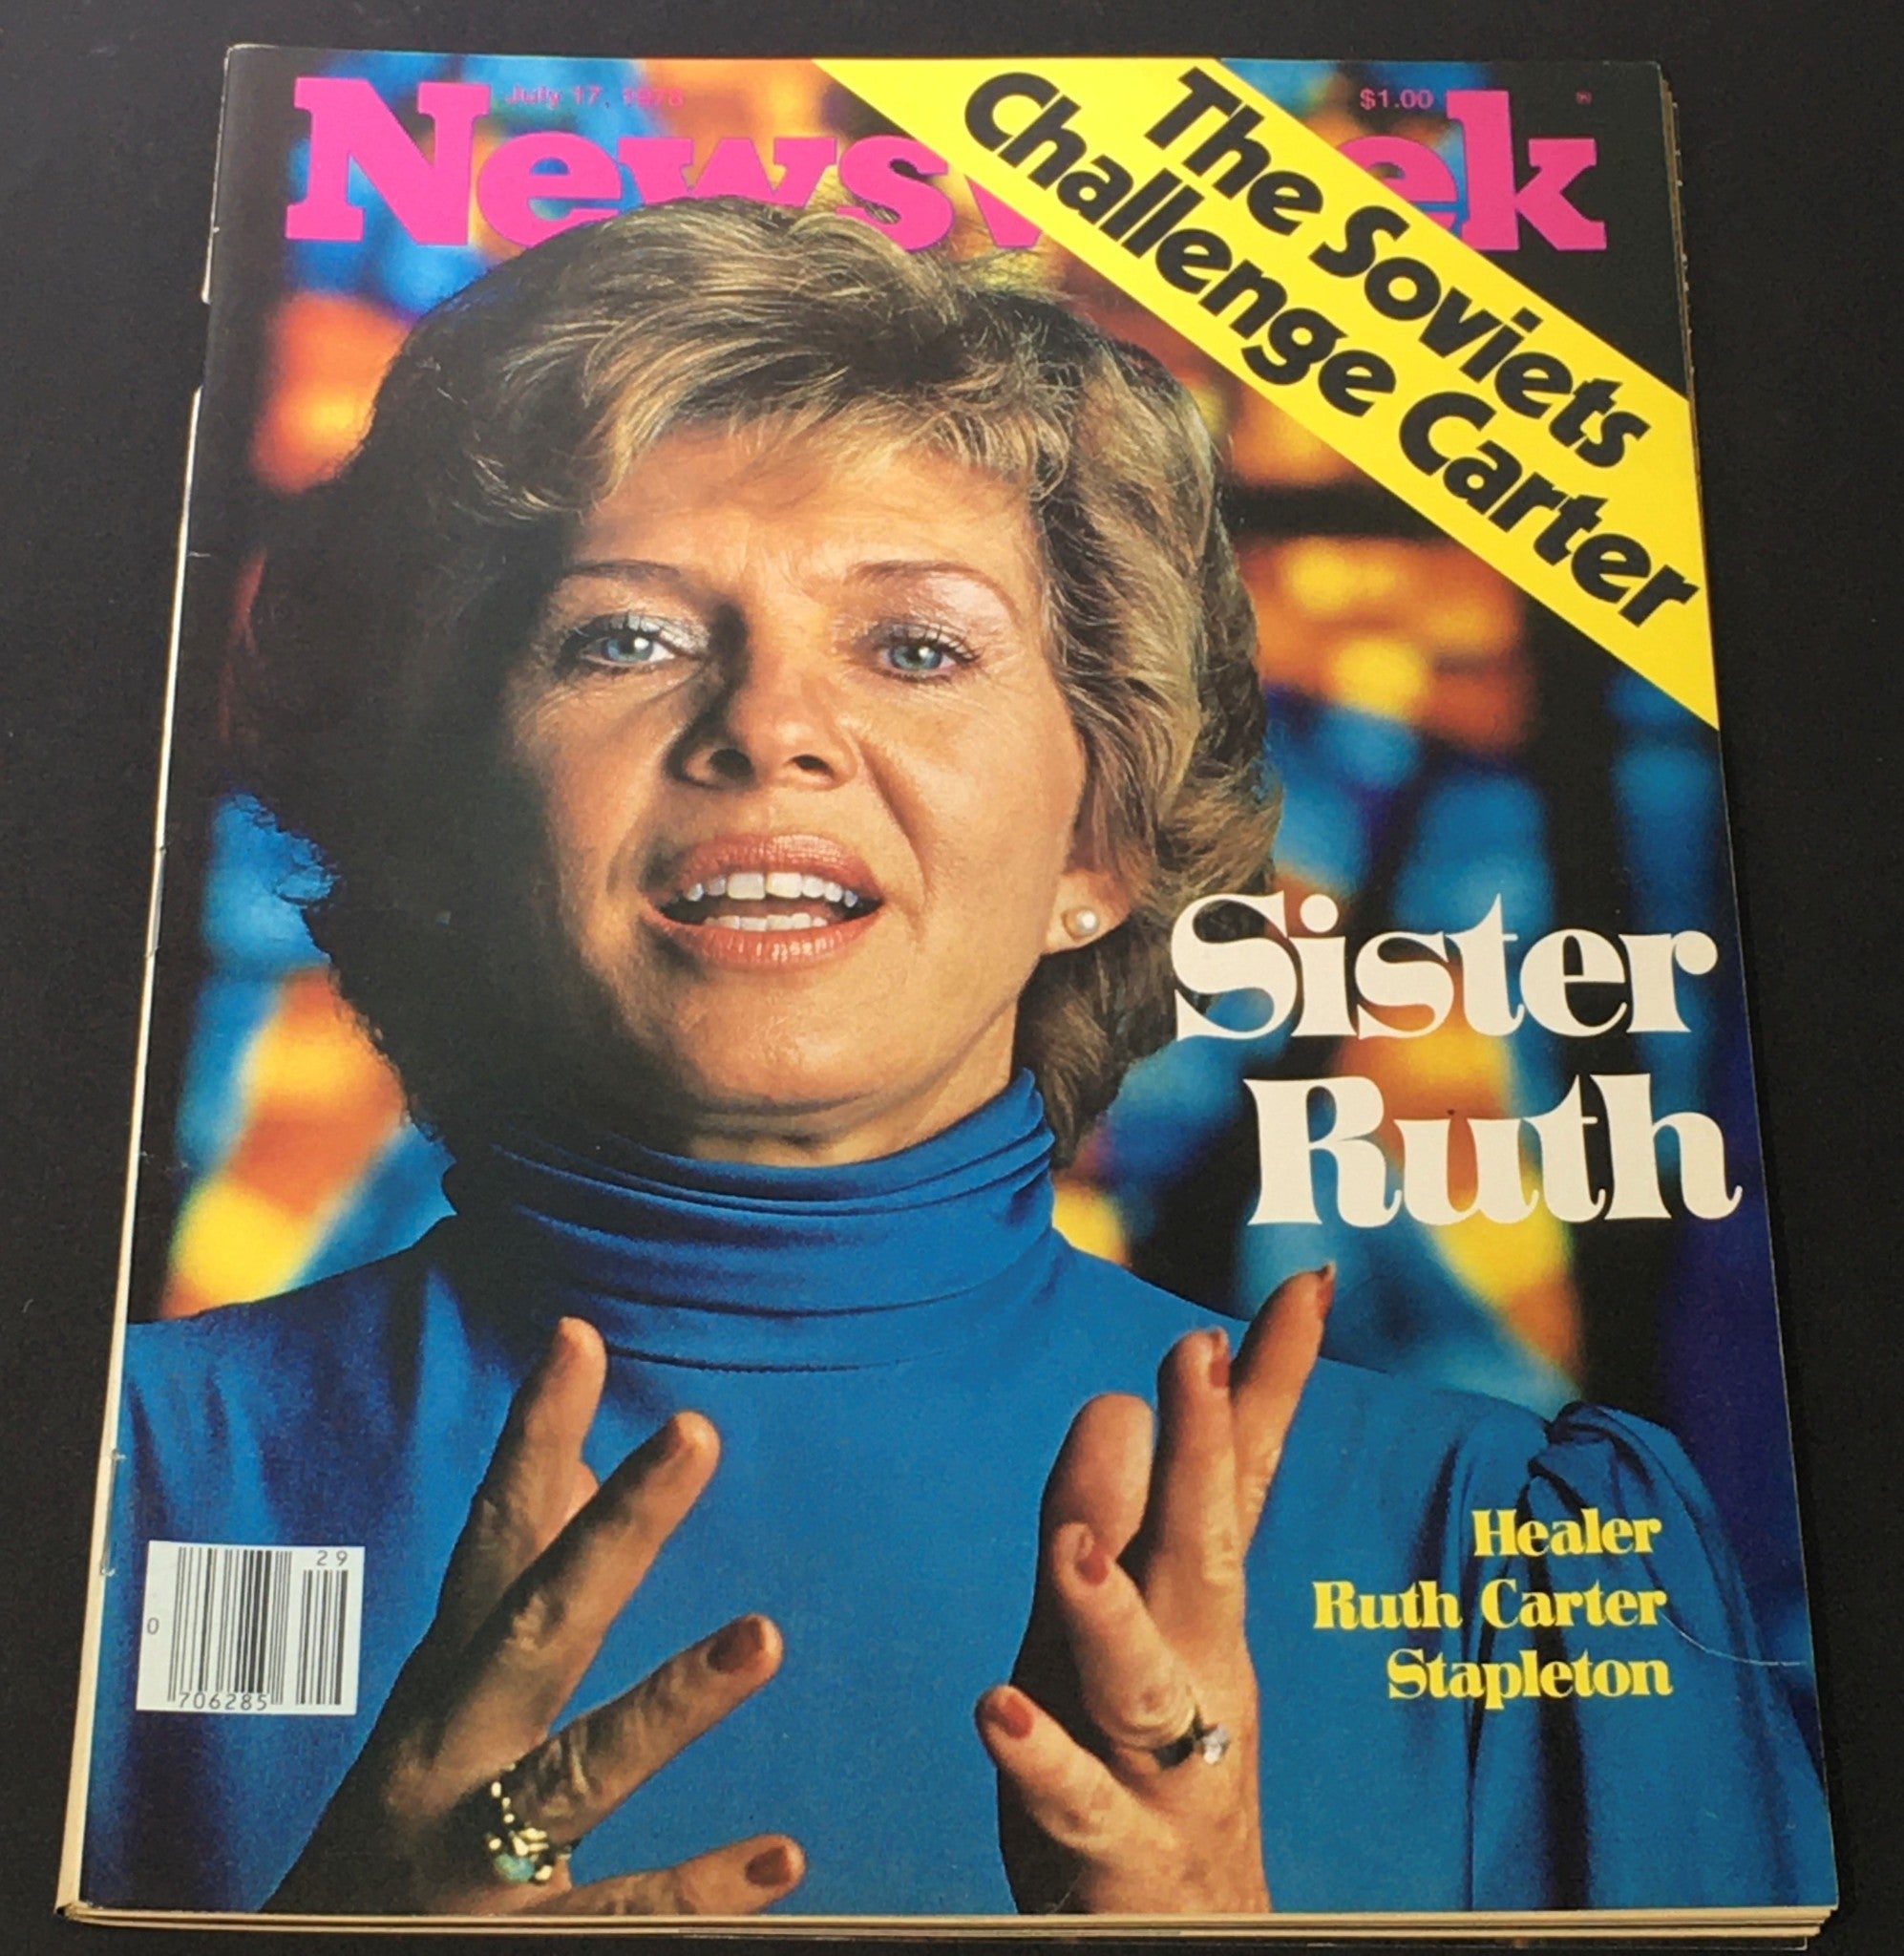 Newsweek
July 17, 1978
$1.00
The Soviets
Challenge Carter
Sister
Ruth
Healer
Ruth Carter
Stapleton
29
0
706285